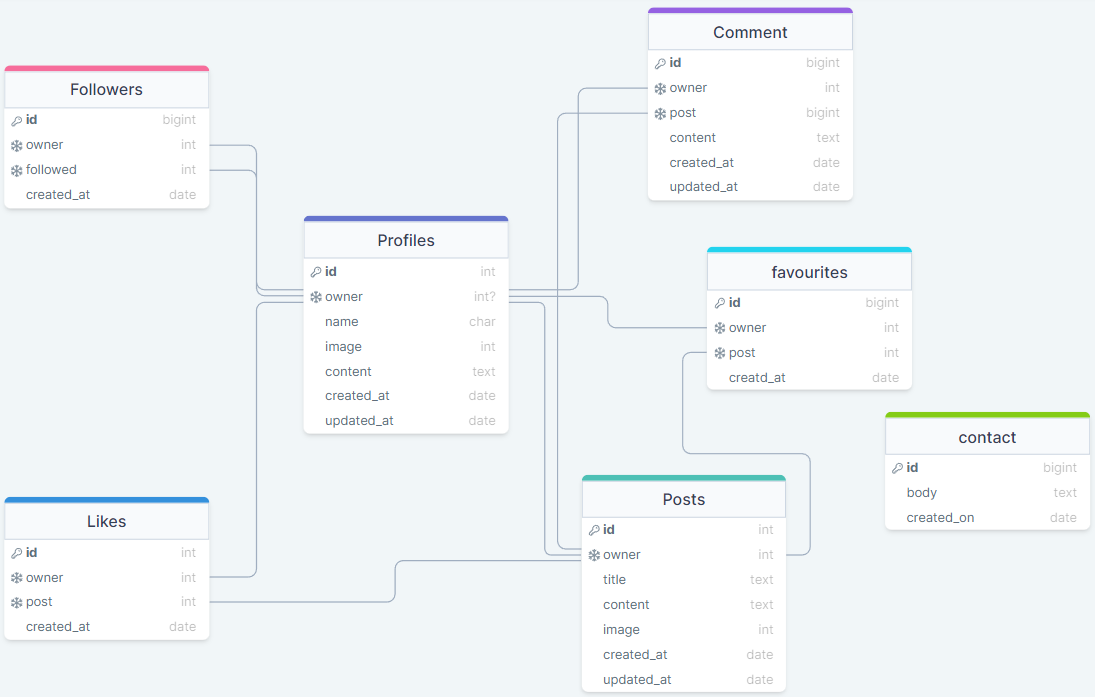 Comment
id bigint
owner int
post bigint
content text
created_at date
updated_at date
Followers
id bigint
owner int
followed int
created_at date
Profiles
id int
owner int?
name char
image int
content text
created_at date
updated_at date
favourites
id bigint
owner int
post int
creatd_at date
contact
id bigint
body text
created_on date
Likes
id int
owner int
post int
created_at date
Posts
id int
owner int
title text
content text
image int
created_at date
updated_at date